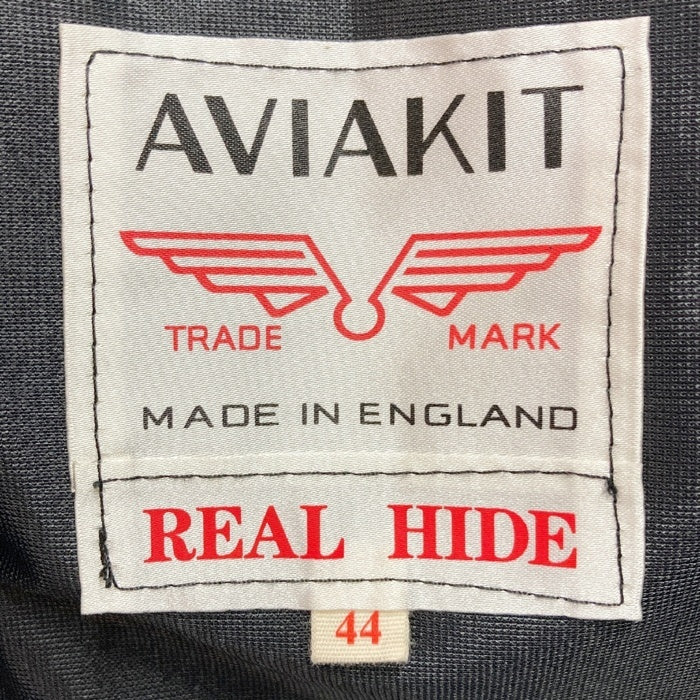 AVIAKIT
TRADE MARK
MADE IN ENGLAND
REAL HIDE
44